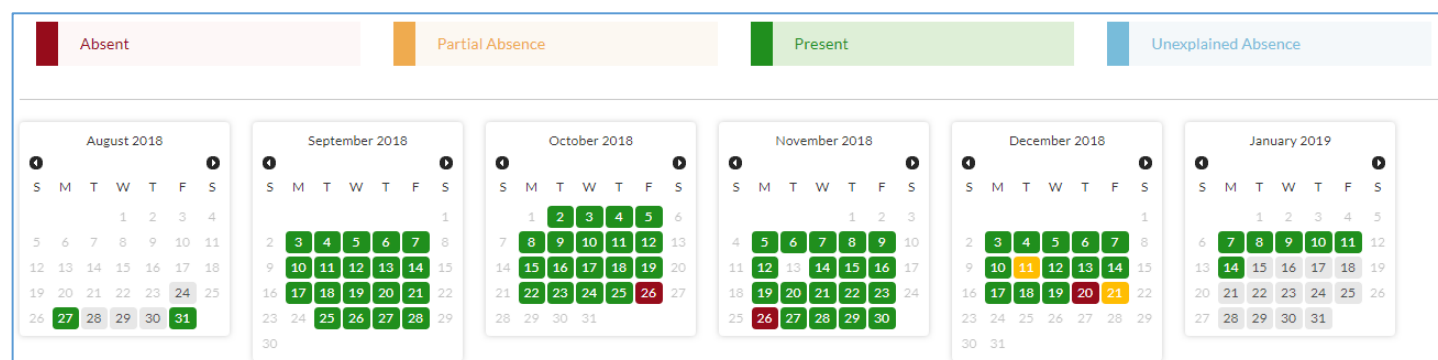 Absent Partial Absence Present Unexplained Absence
August 2018
S M T W T F S
1 2 3 4
5 6 7 8 9 10 11
12 13 14 15 16 17 18
19 20 21 22 23 24 25
26 27 28 29 30 31
September 2018
S M T W T F S
1
2 3 4 5 6 7 8
9 10 11 12 13 14 15
16 17 18 19 20 21 22
23 24 25 26 27 28 29
30
October 2018
S M T W T F S
1 2 3 4 5 6
7 8 9 10 11 12 13
14 15 16 17 18 19 20
21 22 23 24 25 26 27
28 29 30 31
November 2018
S M T W T F S
1 2 3
4 5 6 7 8 9 10
11 12 13 14 15 16 17
18 19 20 21 22 23 24
25 26 27 28 29 30
December 2018
S M T W T F S
1
2 3 4 5 6 7 8
9 10 11 12 13 14 15
16 17 18 19 20 21 22
23 24 25 26 27 28 29
30 31
January 2019
S M T W T F S
1 2 3 4 5
6 7 8 9 10 11 12
13 14 15 16 17 18 19
20 21 22 23 24 25 26
27 28 29 30 31